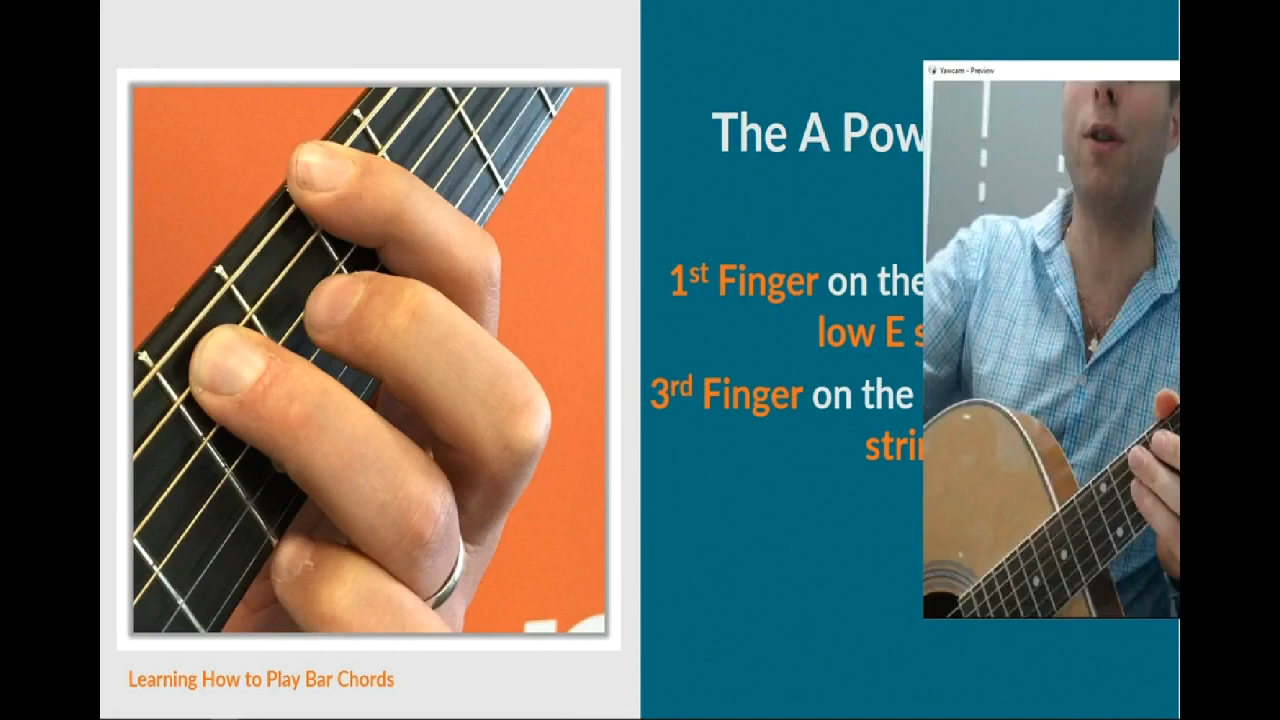 Yawcam - Preview
The A Pow
1st Finger on the
low E s
3rd Finger on the
strin
Learning How to Play Bar Chords